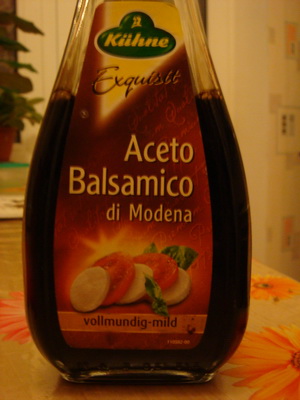 Kühne
Exquisit
Aceto
Balsamico
di Modena
vollmundig-mild